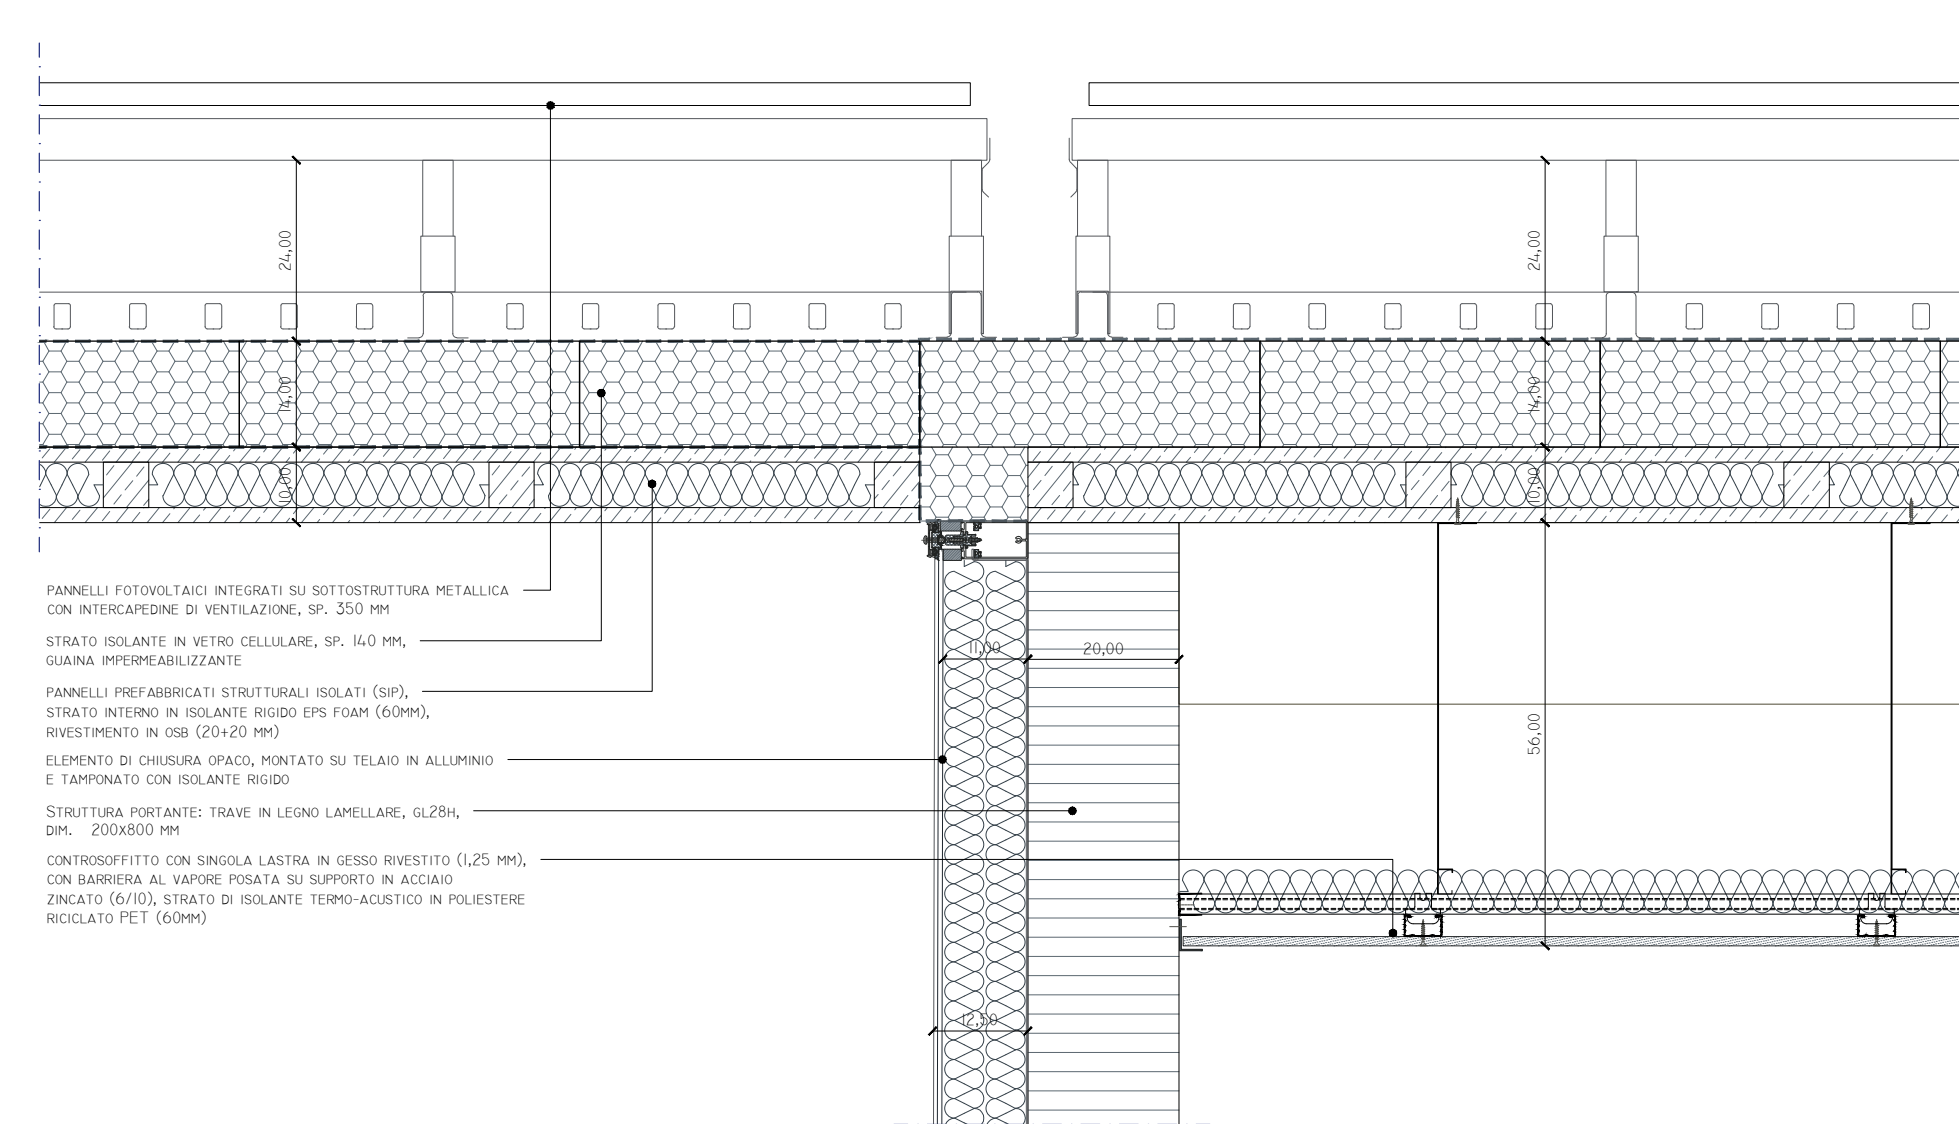 24,00
24,00
14,00
14,00
10,00
10,00
PANNELLI FOTOVOLTAICI INTEGRATI SU SOTTOSTRUTTURA METALLICA
CON INTERCAPEDINE DI VENTILAZIONE, SP. 350 MM
STRATO ISOLANTE IN VETRO CELLULARE, SP. 140 MM,
GUAINA IMPERMEABILIZZANTE
PANNELLI PREFABBRICATI STRUTTURALI ISOLATI (SIP),
STRATO INTERNO IN ISOLANTE RIGIDO EPS FOAM (60MM),
RIVESTIMENTO IN OSB (20+20 MM)
ELEMENTO DI CHIUSURA OPACO, MONTATO SU TELAIO IN ALLUMINIO
E TAMPONATO CON ISOLANTE RIGIDO
STRUTTURA PORTANTE: TRAVE IN LEGNO LAMELLARE, GL28H,
DIM. 200X800 MM
CONTROSOFFITTO CON SINGOLA LASTRA IN GESSO RIVESTITO (1,25 MM),
CON BARRIERA AL VAPORE POSATA SU SUPPORTO IN ACCIAIO
ZINCATO (6/10), STRATO DI ISOLANTE TERMO-ACUSTICO IN POLIESTERE
RICICLATO PET (60MM)
11,00
20,00
56,00
12,50